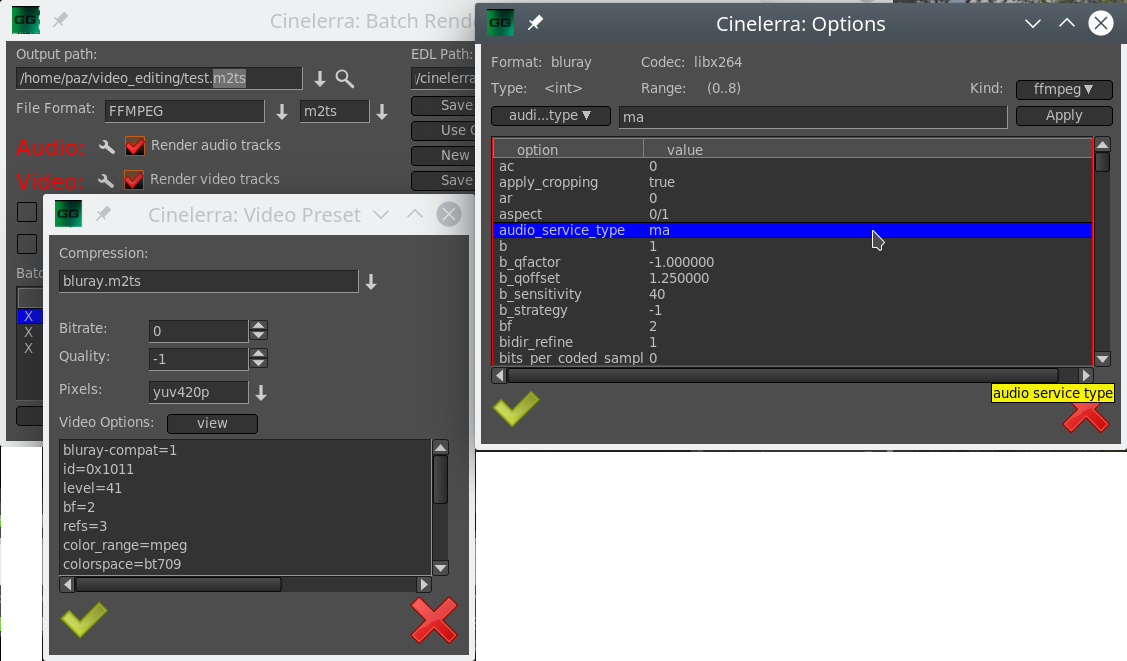 GG
Cinelerra: Batch Rend
Output path:
EDL Path:
/home/paz/video_editing/test.m2ts
/cinelerra
File Format:
FFMPEG
m2ts
Save
Use
New
Save
Audio:
Render audio tracks
Video:
Render video tracks
Batc
X
X
X
GG
Cinelerra: Video Preset
Compression:
bluray.m2ts
Bitrate:
0
Quality:
-1
Pixels:
yuv420p
Video Options:
view
bluray-compat=1
id=0x1011
level=41
bf=2
refs=3
color_range=mpeg
colorspace=bt709
GG
Cinelerra: Options
Format: bluray
Codec: libx264
Type: <int>
Range: (0..8)
Kind:
ffmpeg▼
audi...type ▼
ma
Apply
option value
ac 0
apply_cropping true
ar 0
aspect 0/1
audio_service_type ma
b 1
b_qfactor -1.000000
b_qoffset 1.250000
b_sensitivity 40
b_strategy -1
bf 2
bidir_refine 1
bits_per_coded_sampl 0
audio service type